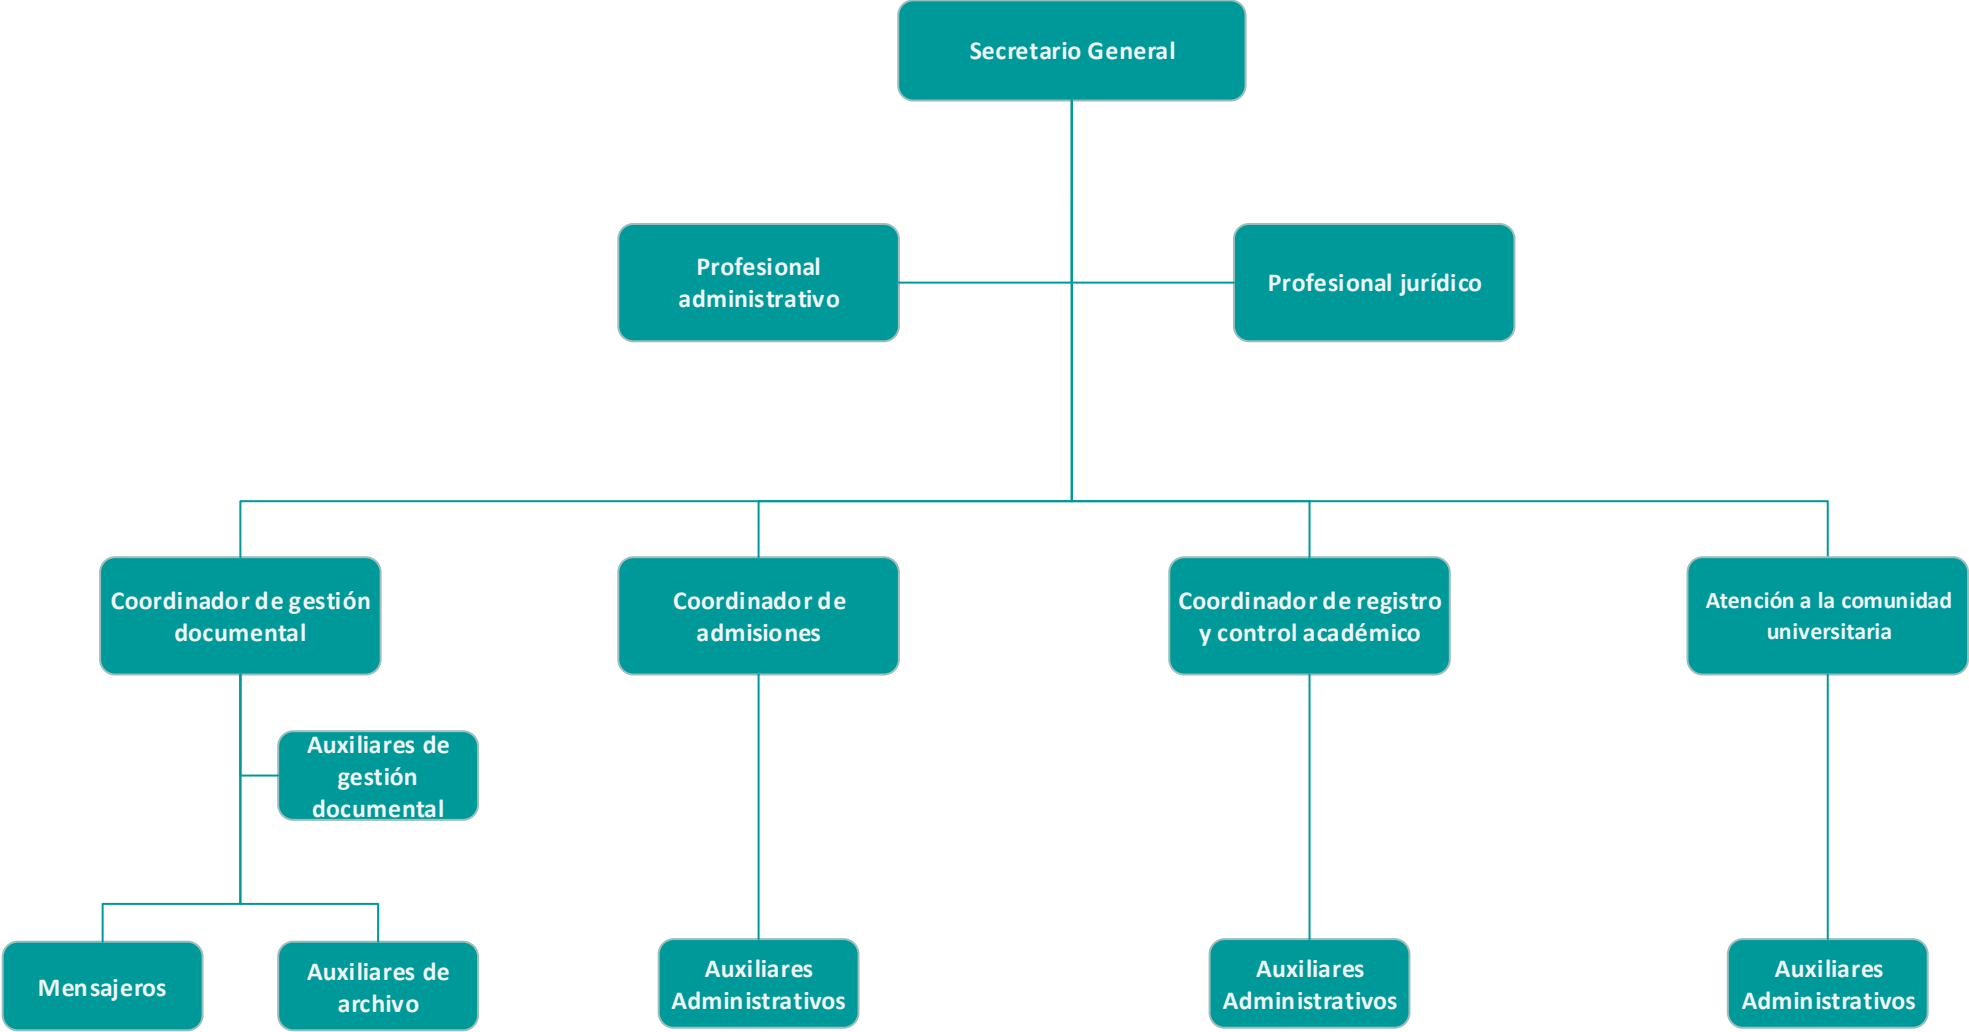 Secretario General
Profesional
administrativo
Profesional jurídico
Coordinador de gestión
documental
Coordinador de
admisiones
Coordinador de registro
y control académico
Atención a la comunidad
universitaria
Auxiliares de
gestión
documental
Mensajeros
Auxiliares de
archivo
Auxiliares
Administrativos
Auxiliares
Administrativos
Auxiliares
Administrativos